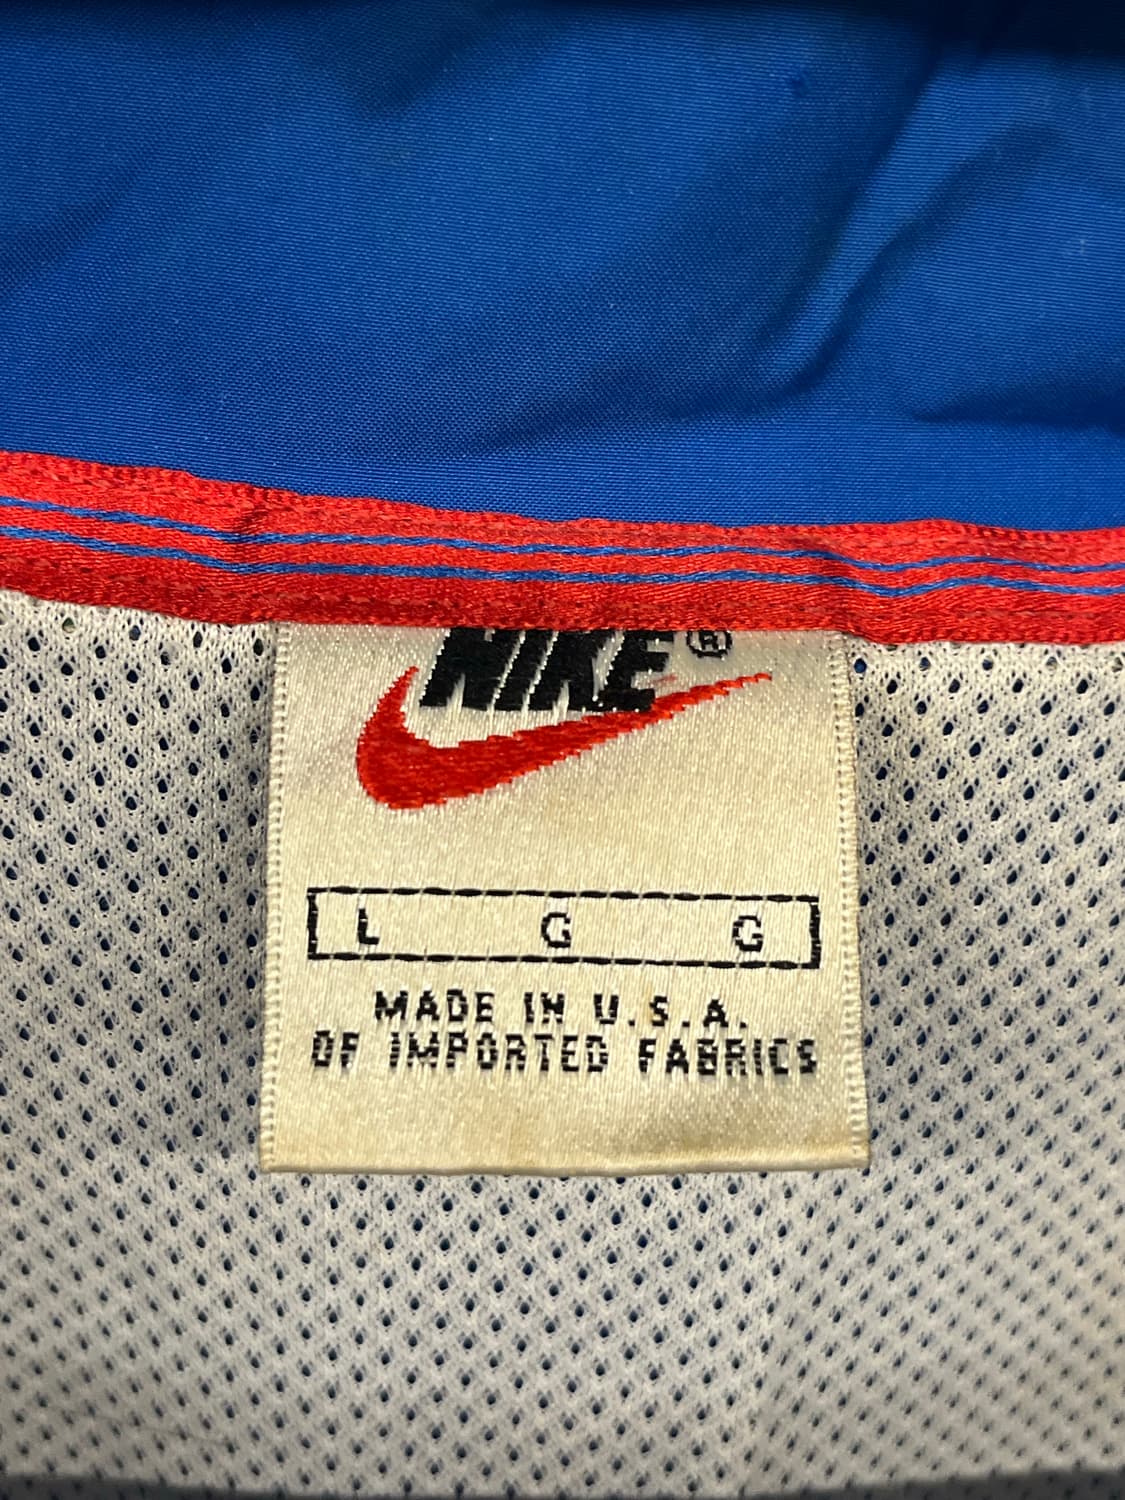 NIKE®
L G G
MADE IN U.S.A.
OF IMPORTED FABRICS